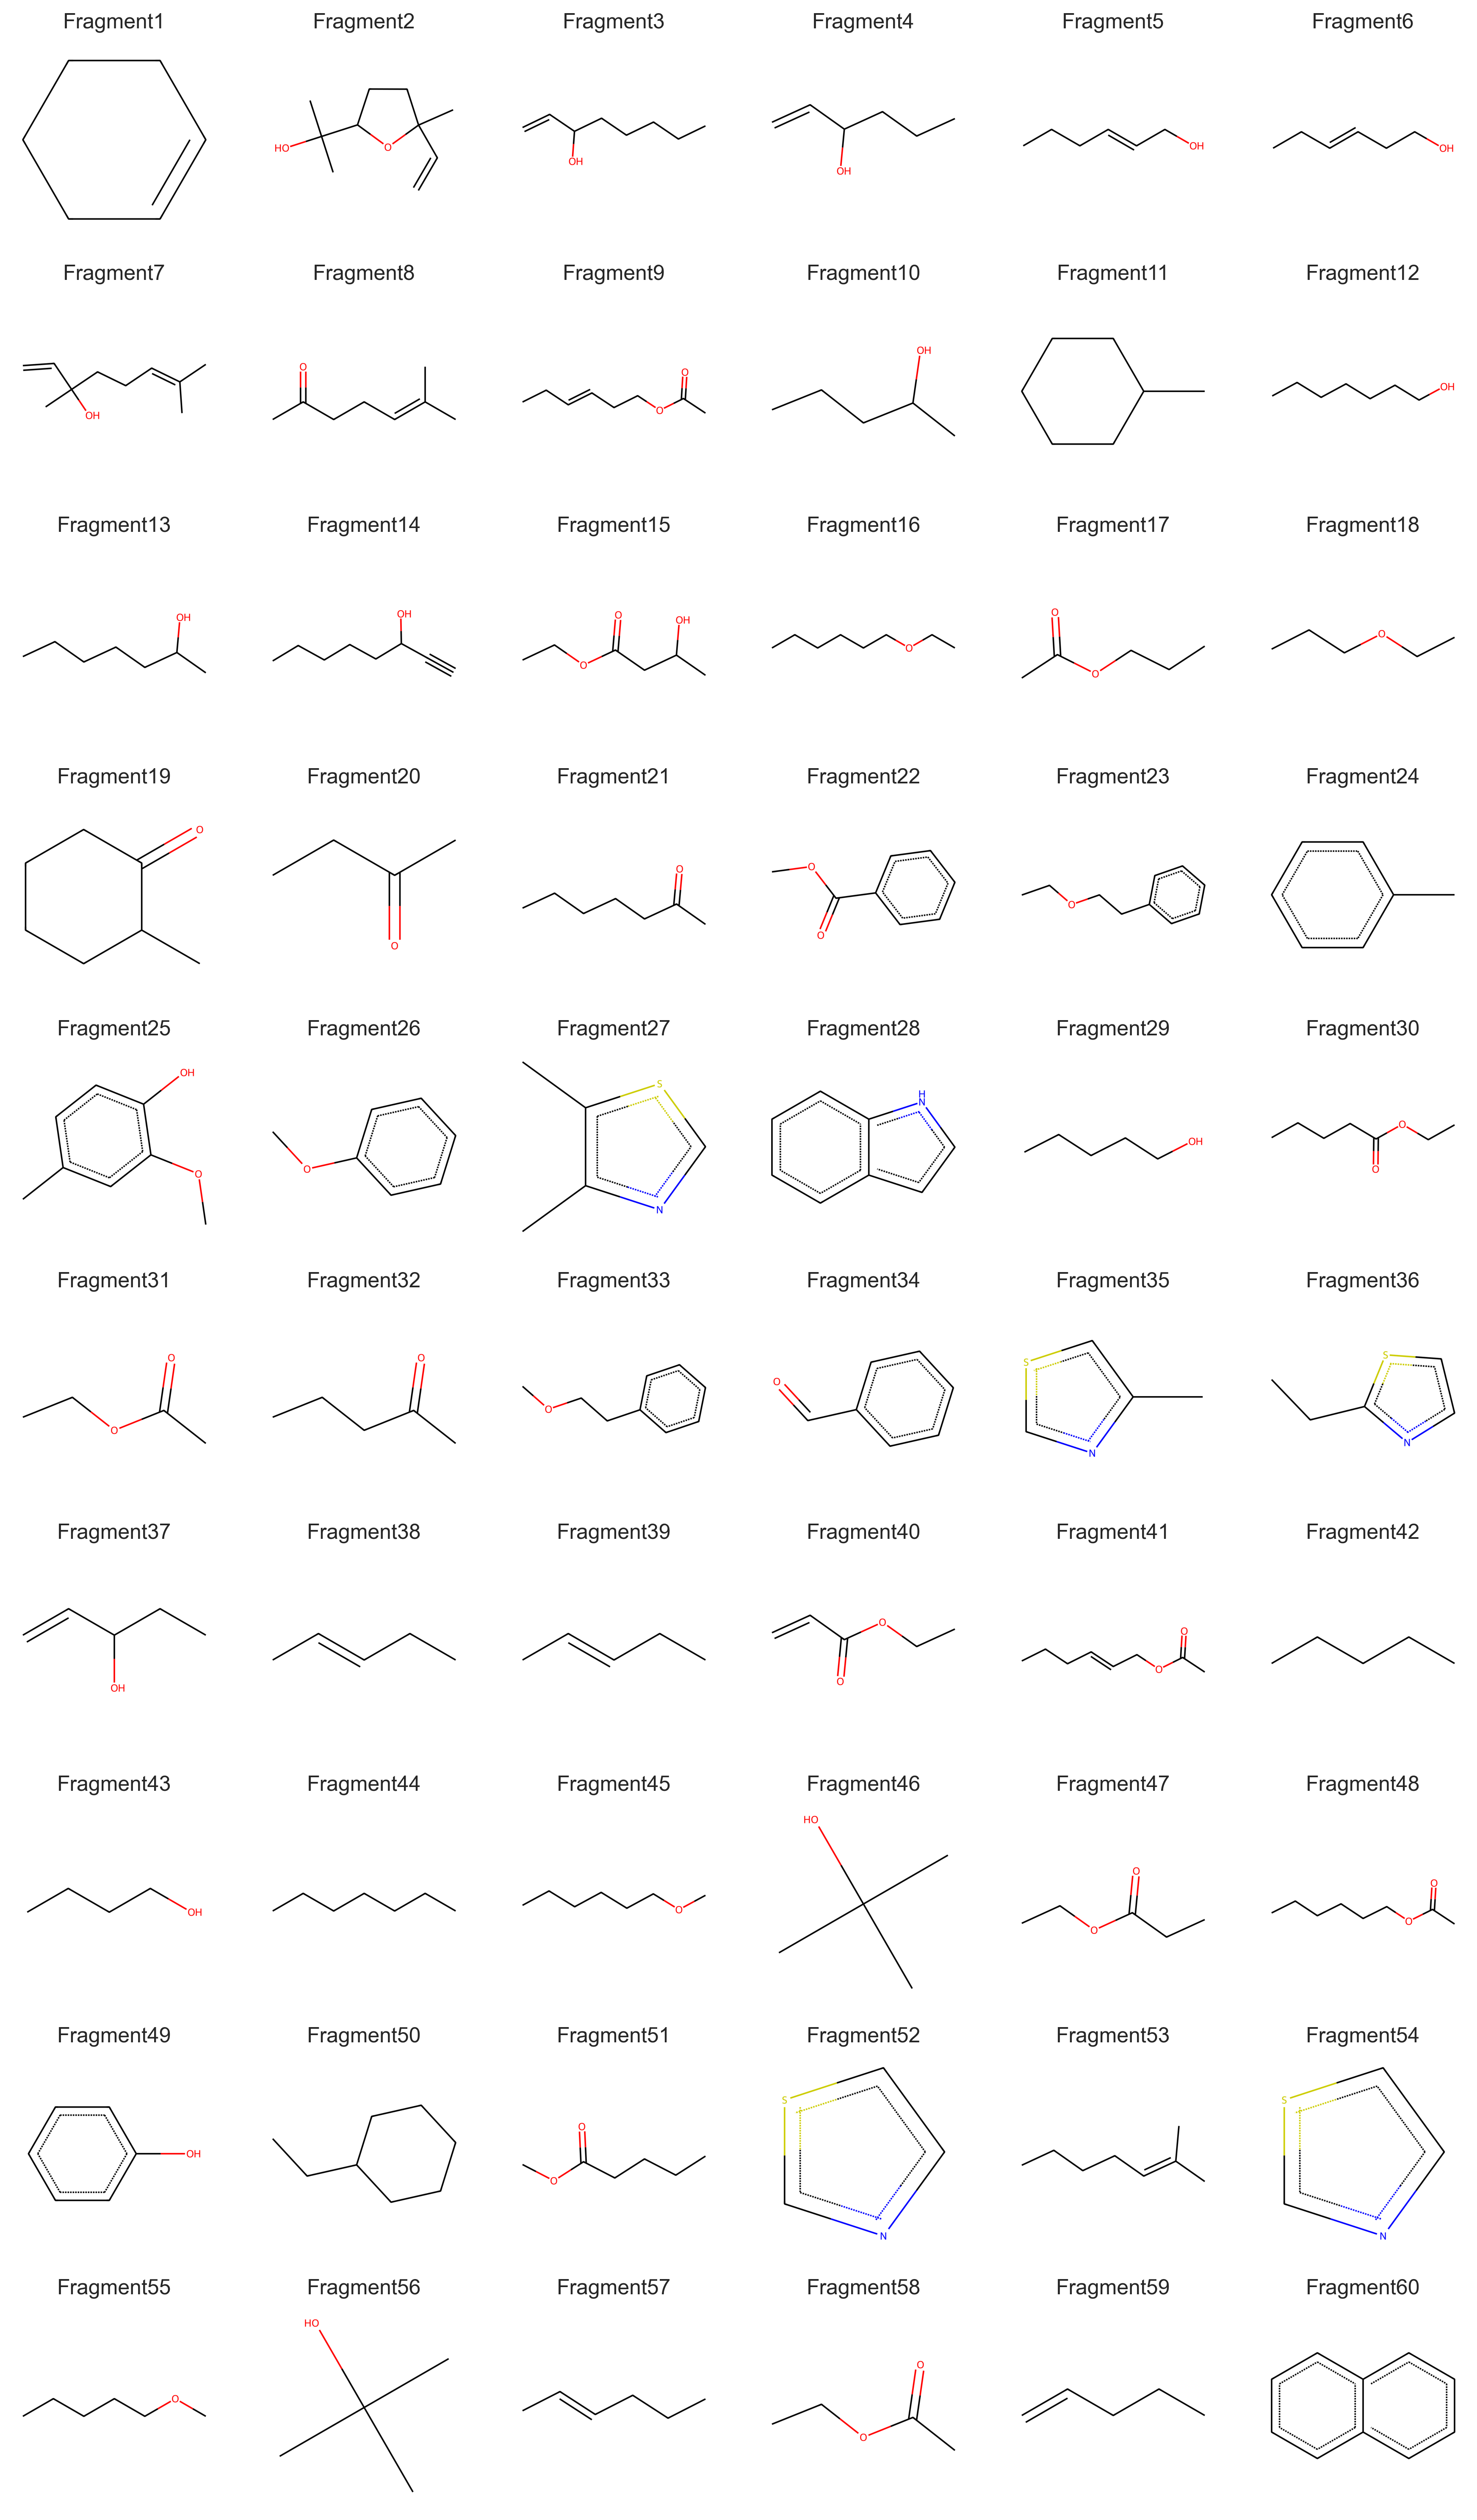 Fragment1 Fragment2 Fragment3 Fragment4 Fragment5 Fragment6
OH
HO O OH OH OH OH
Fragment7 Fragment8 Fragment9 Fragment10 Fragment11 Fragment12
OH O O O OH OH
Fragment13 Fragment14 Fragment15 Fragment16 Fragment17 Fragment18
OH OH O O OH O O O O
Fragment19 Fragment20 Fragment21 Fragment22 Fragment23 Fragment24
O O O O O O
Fragment25 Fragment26 Fragment27 Fragment28 Fragment29 Fragment30
OH O O S N H N OH O O
Fragment31 Fragment32 Fragment33 Fragment34 Fragment35 Fragment36
O O O O O S N S N
Fragment37 Fragment38 Fragment39 Fragment40 Fragment41 Fragment42
OH O O O O
Fragment43 Fragment44 Fragment45 Fragment46 Fragment47 Fragment48
OH O HO O O O O
Fragment49 Fragment50 Fragment51 Fragment52 Fragment53 Fragment54
OH O O S N S N
Fragment55 Fragment56 Fragment57 Fragment58 Fragment59 Fragment60
O HO O O